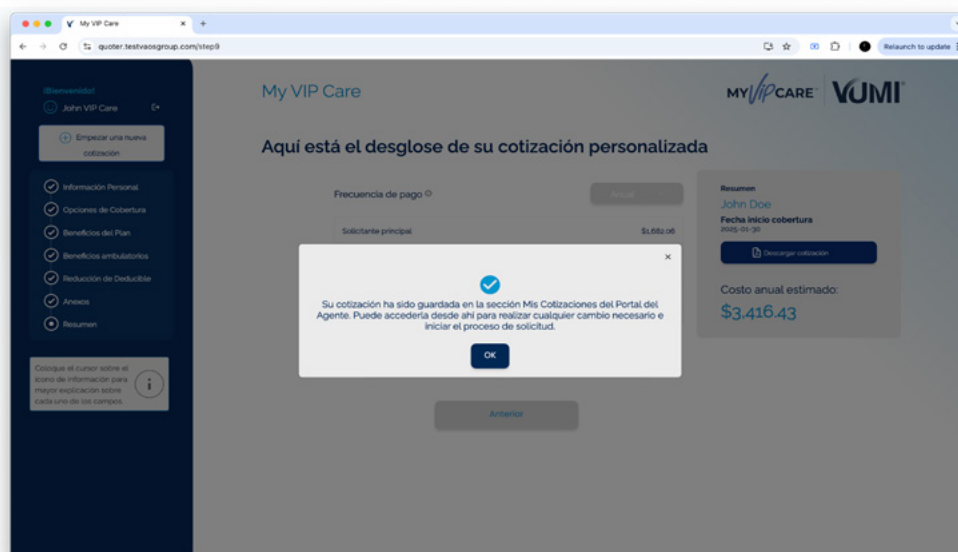 My VIP Care
quoter.testvaosgroup.com/step9
Relaunch to update
¡Bienvenido!
John VIP Care
Empezar una nueva
cotización
Información Personal
Opciones de Cobertura
Beneficios del Plan
Beneficios ambulatorios
Reducción de Deducible
Anexos
Resumen
Coloque el cursor sobre el
icono de información para
mayor explicación sobre
cada uno de los campos.
My VIP Care
MY VIP CARE
VUMI®
Aquí está el desglose de su cotización personalizada
Frecuencia de pago
Anual
Solicitante principal
$1,682.06
Su cotización ha sido guardada en la sección Mis Cotizaciones del Portal del
Agente. Puede accederla desde ahí para realizar cualquier cambio necesario e
iniciar el proceso de solicitud.
OK
Anterior
Resumen
John Doe
Fecha inicio cobertura
2025-01-30
Descargar cotización
Costo anual estimado:
$3,416.43